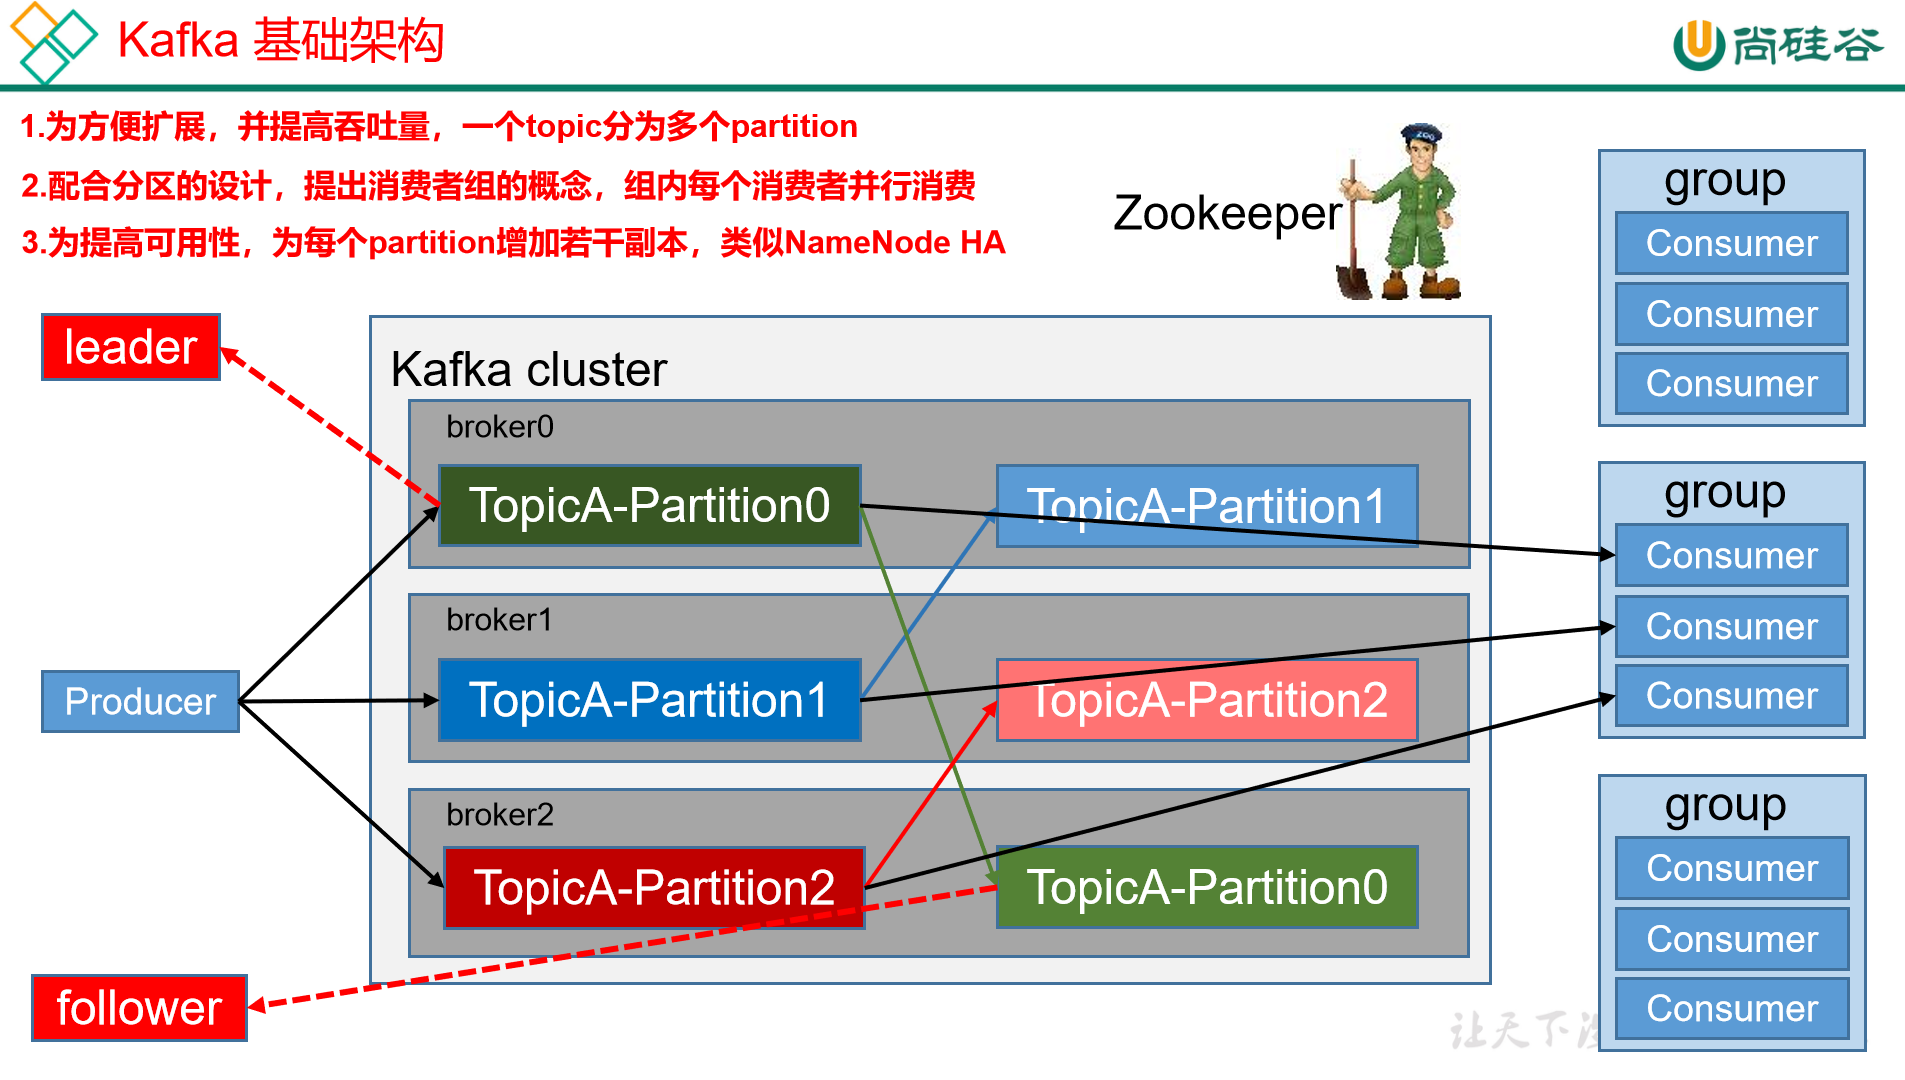 Kafka 基础架构
尚硅谷
1.为方便扩展，并提高吞吐量，一个topic分为多个partition
2.配合分区的设计，提出消费者组的概念，组内每个消费者并行消费
3.为提高可用性，为每个partition增加若干副本，类似NameNode HA
Zookeeper
ZOO
group
Consumer
Consumer
Consumer
leader
Kafka cluster
broker0
TopicA-Partition0
TopicA-Partition1
group
Consumer
Consumer
Consumer
broker1
Producer
TopicA-Partition1
TopicA-Partition2
broker2
TopicA-Partition2
TopicA-Partition0
group
Consumer
Consumer
Consumer
follower
让天下